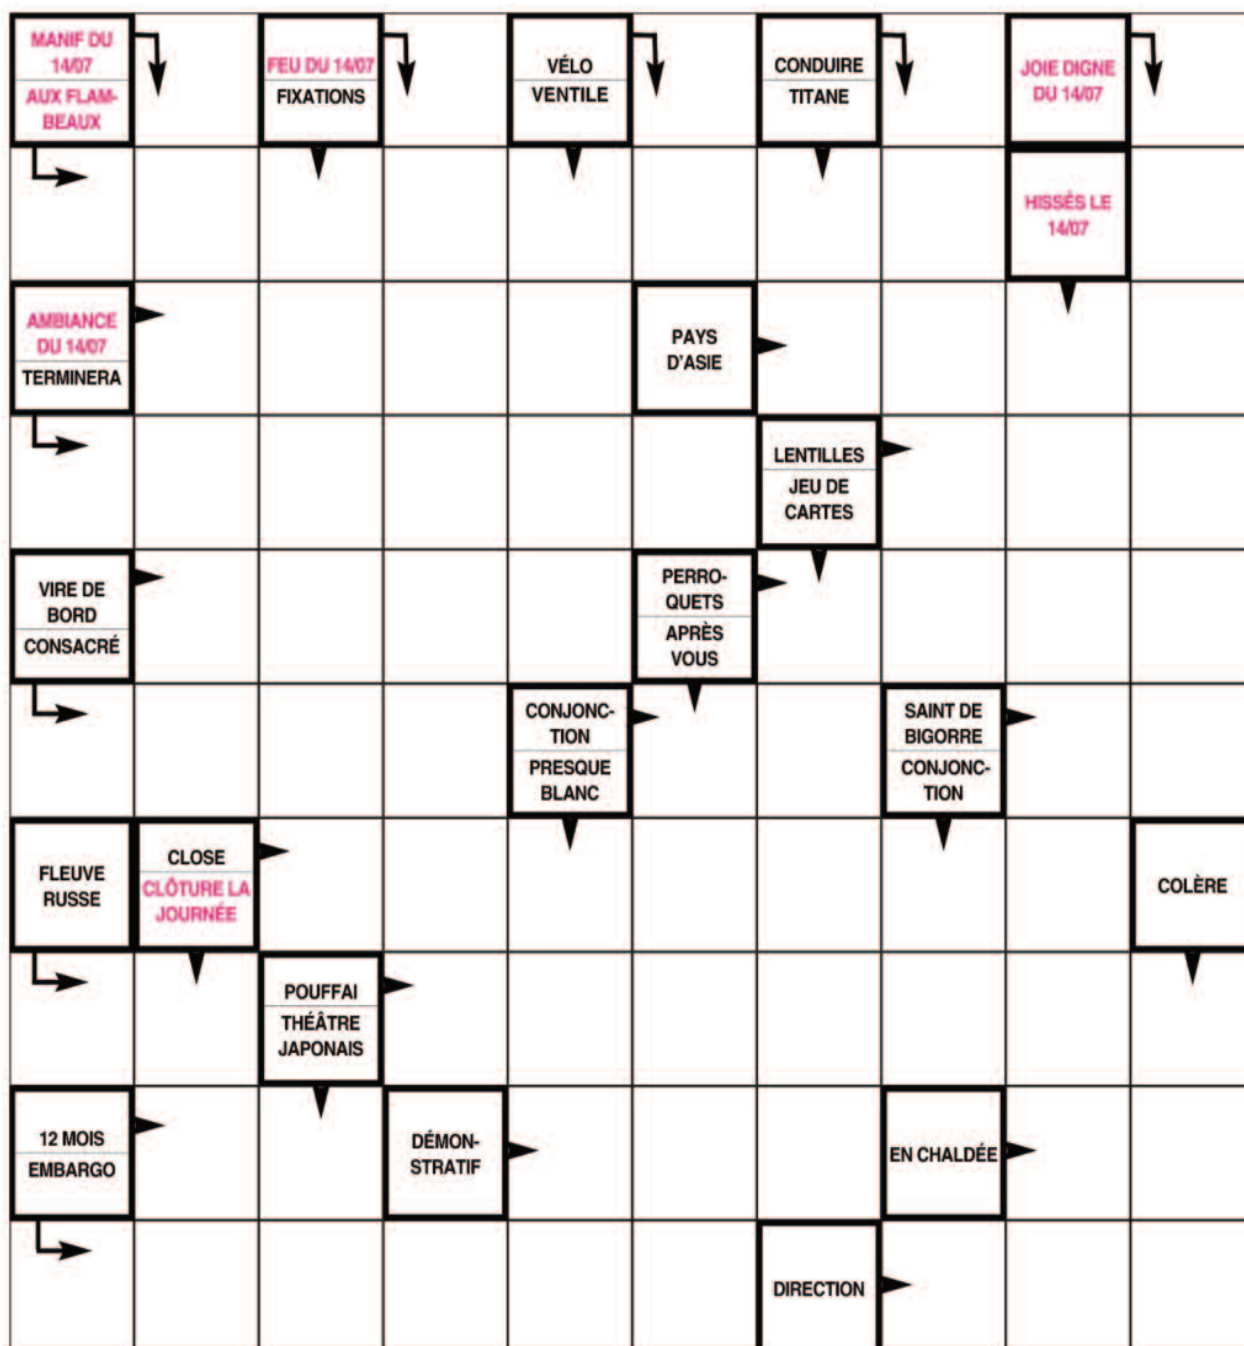 MANIF DU
14/07
AUX FLAM-
BEAUX
FEU DU 14/07
FIXATIONS
VÉLO
VENTILE
CONDUIRE
TITANE
JOIE DIGNE
DU 14/07
HISSÉS LE
14/07
AMBIANCE
DU 14/07
TERMINERA
PAYS
D'ASIE
LENTILLES
JEU DE
CARTES
VIRE DE
BORD
CONSACRÉ
PERRO-
QUETS
APRÈS
VOUS
CONJONC-
TION
PRESQUE
BLANC
SAINT DE
BIGORRE
CONJONC-
TION
FLEUVE
RUSSE
CLOSE
CLÔTURE LA
JOURNÉE
COLÈRE
POUFFAI
THÉÂTRE
JAPONAIS
12 MOIS
EMBARGO
DÉMON-
STRATIF
EN CHALDÉE
DIRECTION